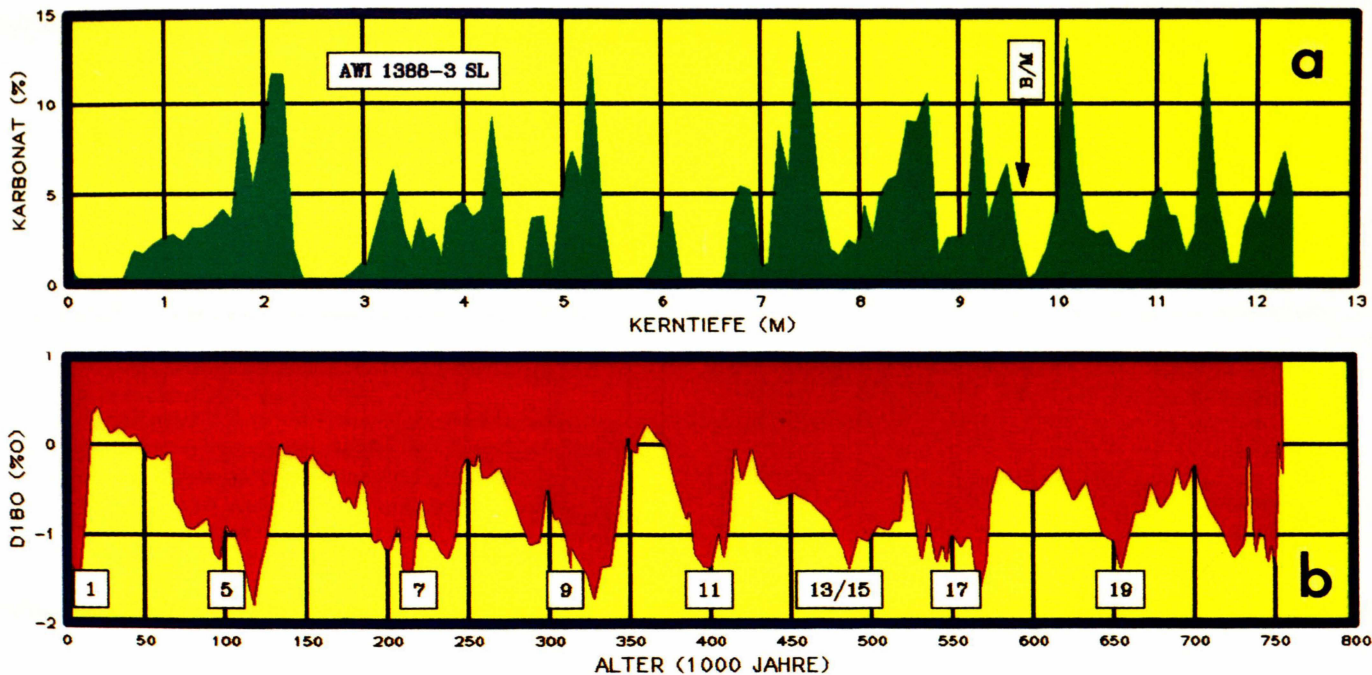 15
10
5
0
KARBONAT (%)
AWI 1388-3 SL
B/M
a
0 1 2 3 4 5 6 7 8 9 10 11 12 13
KERNTIEFE (M)
1
0
-1
-2
D18O (%O)
1 5 7 9 11 13/15 17 19
b
0 50 100 150 200 250 300 350 400 450 500 550 600 650 700 750 800
ALTER (1000 JAHRE)